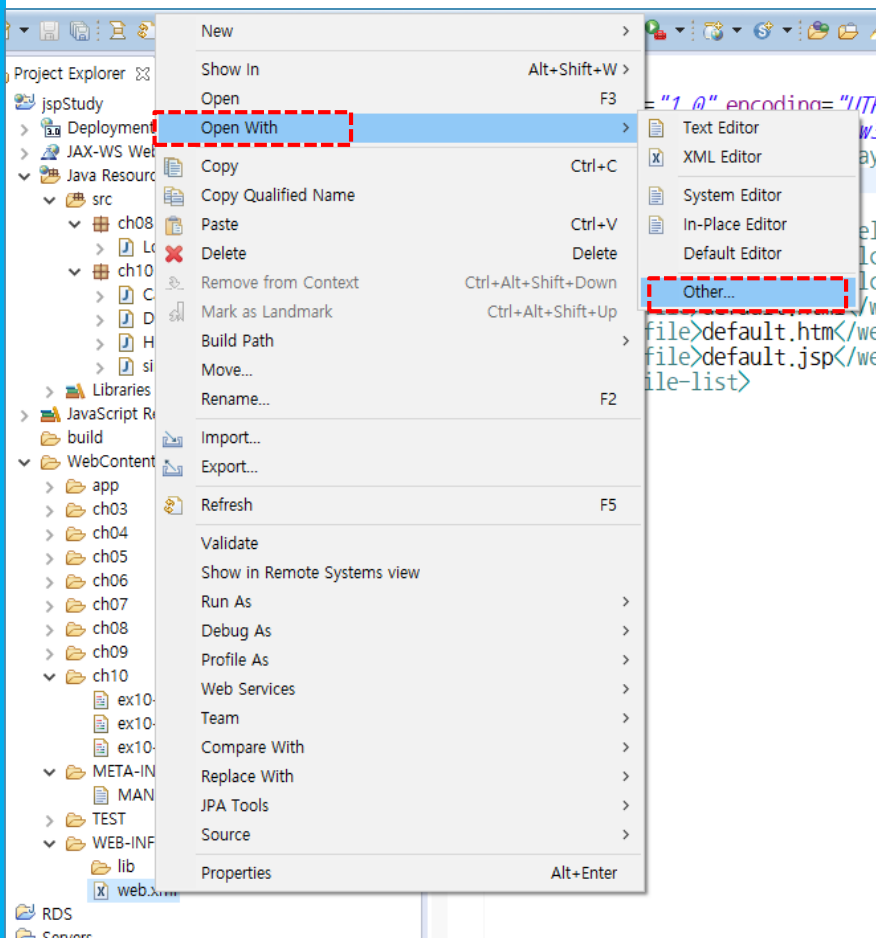 New
Project Explorer
Show In Alt+Shift+W
Open F3
Open With
Copy Ctrl+C
Copy Qualified Name
Paste Ctrl+V
Delete Delete
Remove from Context Ctrl+Alt+Shift+Down
Mark as Landmark Ctrl+Alt+Shift+Up
Build Path
Move...
Rename... F2
Import...
Export...
Refresh F5
Validate
Show in Remote Systems view
Run As
Debug As
Profile As
Web Services
Team
Compare With
Replace With
JPA Tools
Source
Properties Alt+Enter
Text Editor
XML Editor
System Editor
In-Place Editor
Default Editor
Other...
jspStudy
Deployment
JAX-WS Web
Java Resourc
src
ch08
ch10
C
D
H
si
Libraries
JavaScript Re
build
WebContent
app
ch03
ch04
ch05
ch06
ch07
ch08
ch09
ch10
ex10-
ex10-
ex10-
META-IN
MAN
TEST
WEB-INF
lib
web.xml
RDS
Servers
="1.0" encoding="UTF
file>default.htm</we
file>default.jsp</we
ile-list>